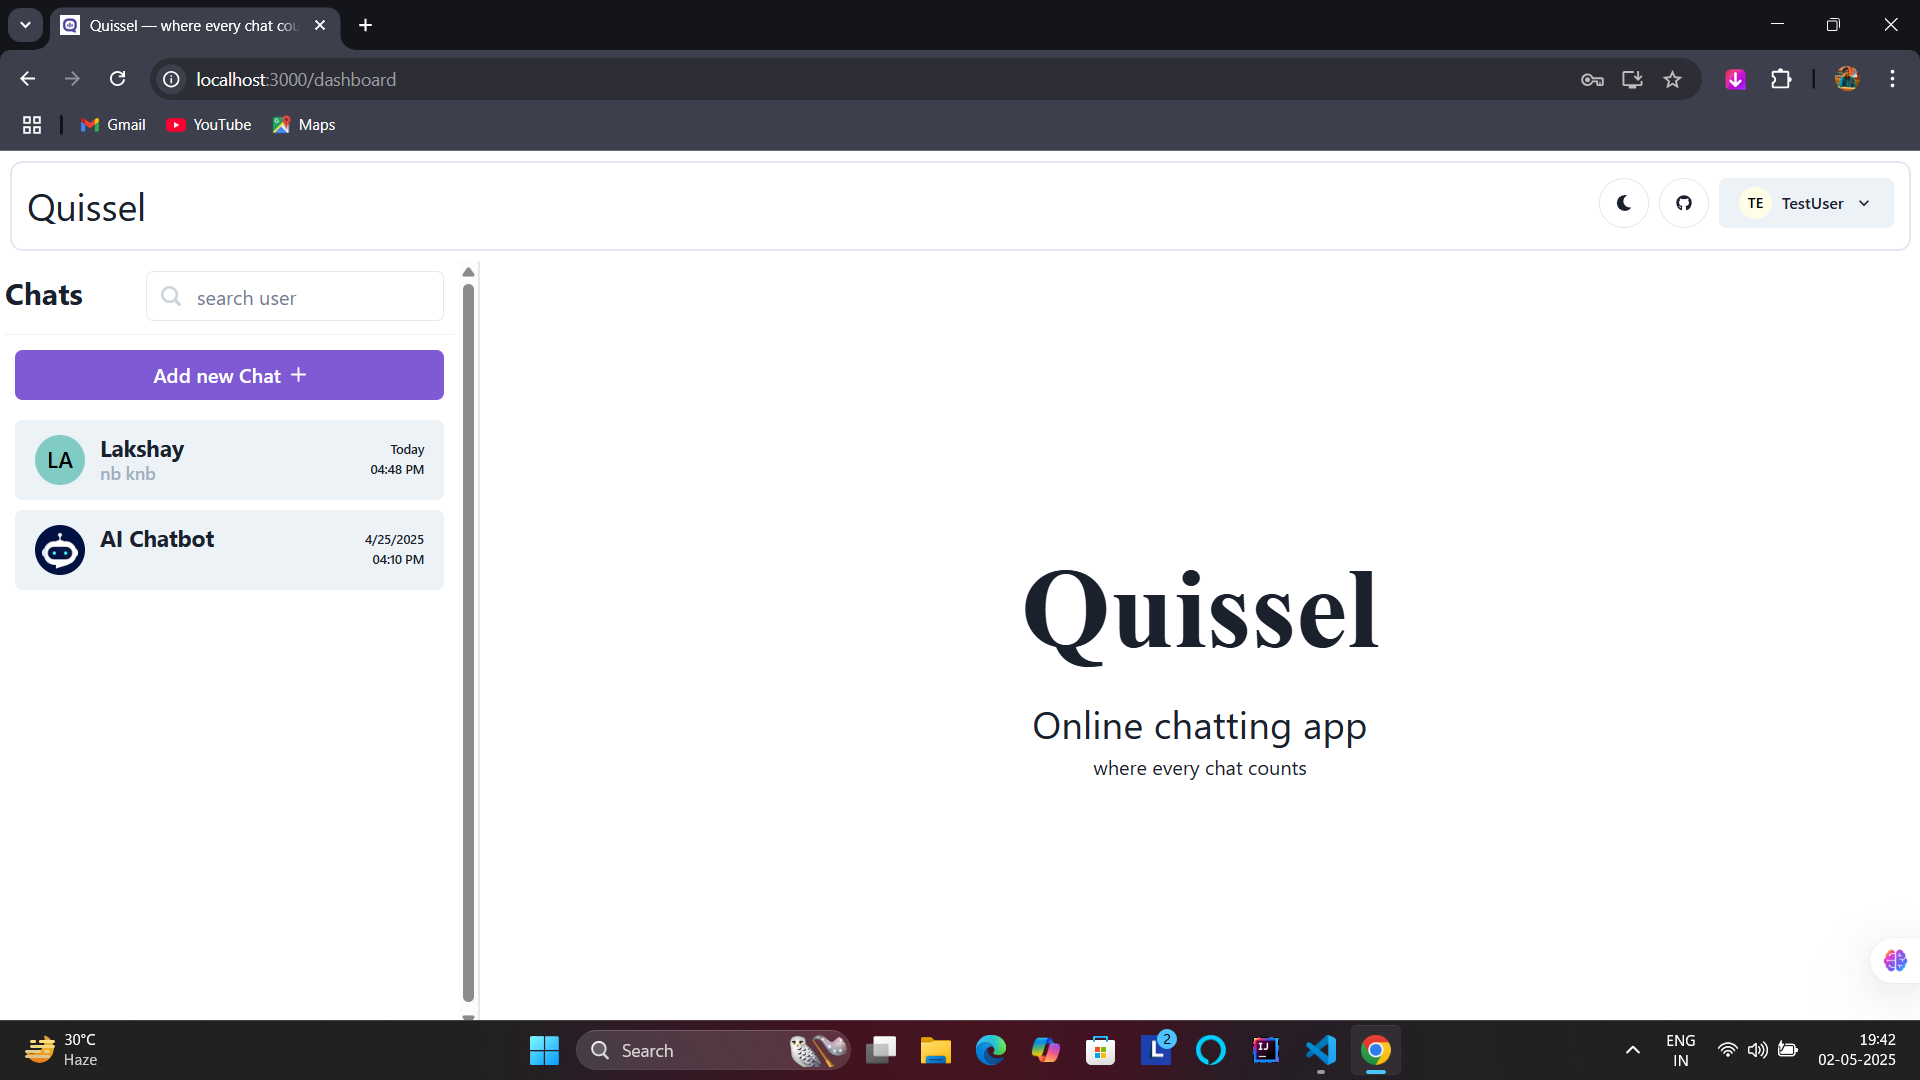 Quissel — where every chat cou
localhost:3000/dashboard
Gmail
YouTube
Maps
Quissel
TE
TestUser
Chats
search user
Add new Chat +
LA
Lakshay
Today
nb knb
04:48 PM
AI Chatbot
4/25/2025
04:10 PM
Quissel
Online chatting app
where every chat counts
30°C
Haze
Search
L
2
IJ
ENG
IN
19:42
02-05-2025